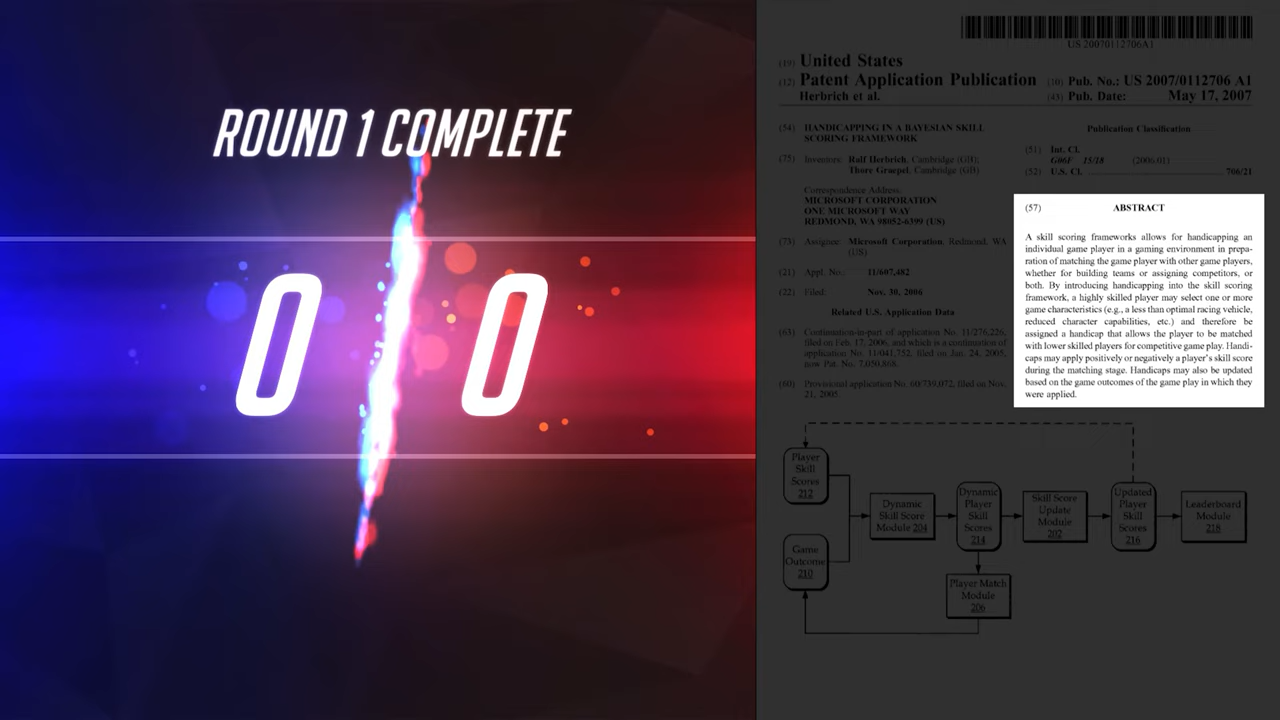 ROUND 1 COMPLETE
0 0
US 20070112706A1
(19) United States
(12) Patent Application Publication (10) Pub. No.: US 2007/0112706 A1
Herbrich et al. (43) Pub. Date: May 17, 2007
(54) HANDICAPPING IN A BAYESIAN SKILL
SCORING FRAMEWORK
(75) Inventors: Ralf Herbrich, Cambridge (GB);
Thore Graepel, Cambridge (GB)
Correspondence Address:
MICROSOFT CORPORATION
ONE MICROSOFT WAY
REDMOND, WA 98052-6399 (US)
(73) Assignee: Microsoft Corporation, Redmond, WA
(US)
(21) Appl. No.: 11/607,482
(22) Filed: Nov. 30, 2006
Related U.S. Application Data
(63) Continuation-in-part of application No. 11/276,226,
filed on Feb. 17, 2006, and which is a continuation of
application No. 11/041,752, filed on Jan. 24, 2005,
now Pat. No. 7,050,868.
(60) Provisional application No. 60/739,072, filed on Nov.
21, 2005
Publication Classification
(51) Int. Cl.
G06F 15/18 (2006.01)
(52) U.S. Cl. 706/21
(57) ABSTRACT
A skill scoring frameworks allows for handicapping an
individual game player in a gaming environment in prepa-
ration of matching the game player with other game players,
whether for building teams or assigning competitors, or
both. By introducing handicapping into the skill scoring
framework, a highly skilled player may select one or more
game characteristics (e.g., a less than optimal racing vehicle,
reduced character capabilities, etc.) and therefore be
assigned a handicap that allows the player to be matched
with lower skilled players for competitive game play. Handi-
caps may apply positively or negatively a player's skill score
during the matching stage. Handicaps may also be updated
based on the game outcomes of the game play in which they
were applied.
Player
Skill
Scores
212
Game
Outcome
210
Dynamic
Skill Score
Module 204
Dynamic
Player
Skill
Scores
214
Skill Score
Update
Module
202
Updated
Player
Skill
Scores
216
Leaderboard
Module
218
Player Match
Module
206